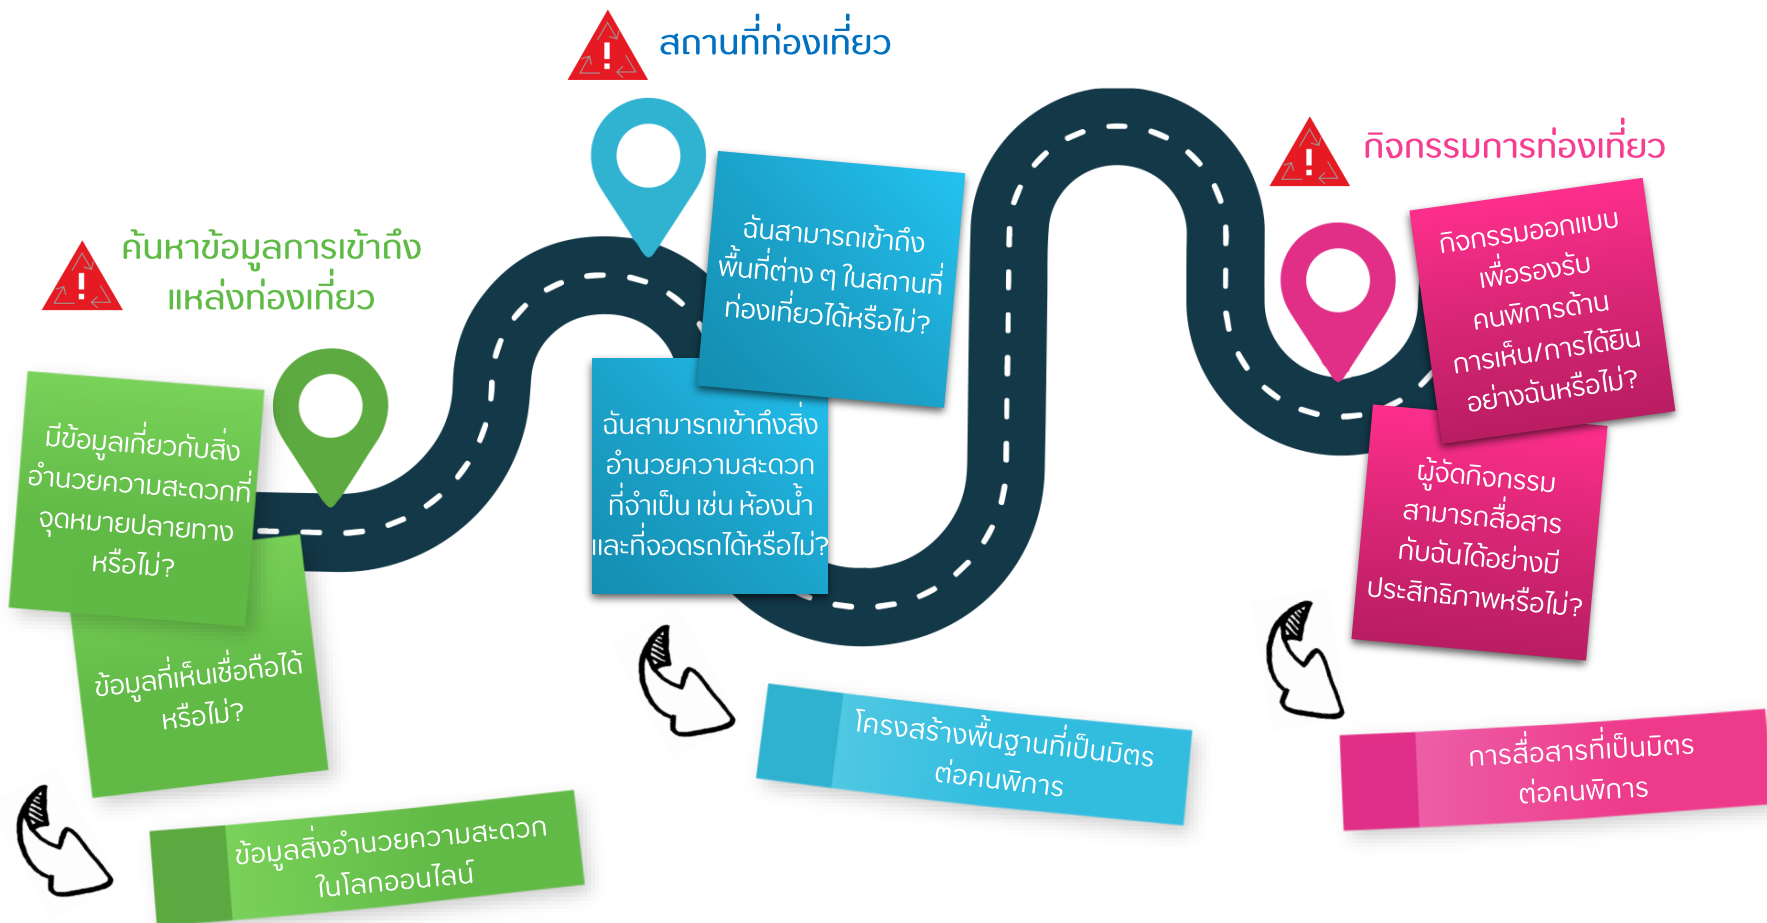 สถานที่ท่องเที่ยว
กิจกรรมการท่องเที่ยว
ค้นหาข้อมูลการเข้าถึง
แหล่งท่องเที่ยว
มีข้อมูลเกี่ยวกับสิ่ง
อำนวยความสะดวกที่
จุดหมายปลายทาง
หรือไม่?
ข้อมูลที่เห็นเชื่อถือได้
หรือไม่?
ข้อมูลสิ่งอำนวยความสะดวก
ในโลกออนไลน์
ฉันสามารถเข้าถึง
พื้นที่ต่าง ๆ ในสถานที่
ท่องเที่ยวได้หรือไม่?
ฉันสามารถเข้าถึงสิ่ง
อำนวยความสะดวก
ที่จำเป็น เช่น ห้องน้ำ
และที่จอดรถได้หรือไม่?
โครงสร้างพื้นฐานที่เป็นมิตร
ต่อคนพิการ
กิจกรรมออกแบบ
เพื่อรองรับ
คนพิการด้าน
การเห็น/การได้ยิน
อย่างฉันหรือไม่?
ผู้จัดกิจกรรม
สามารถสื่อสาร
กับฉันได้อย่างมี
ประสิทธิภาพหรือไม่?
การสื่อสารที่เป็นมิตร
ต่อคนพิการ